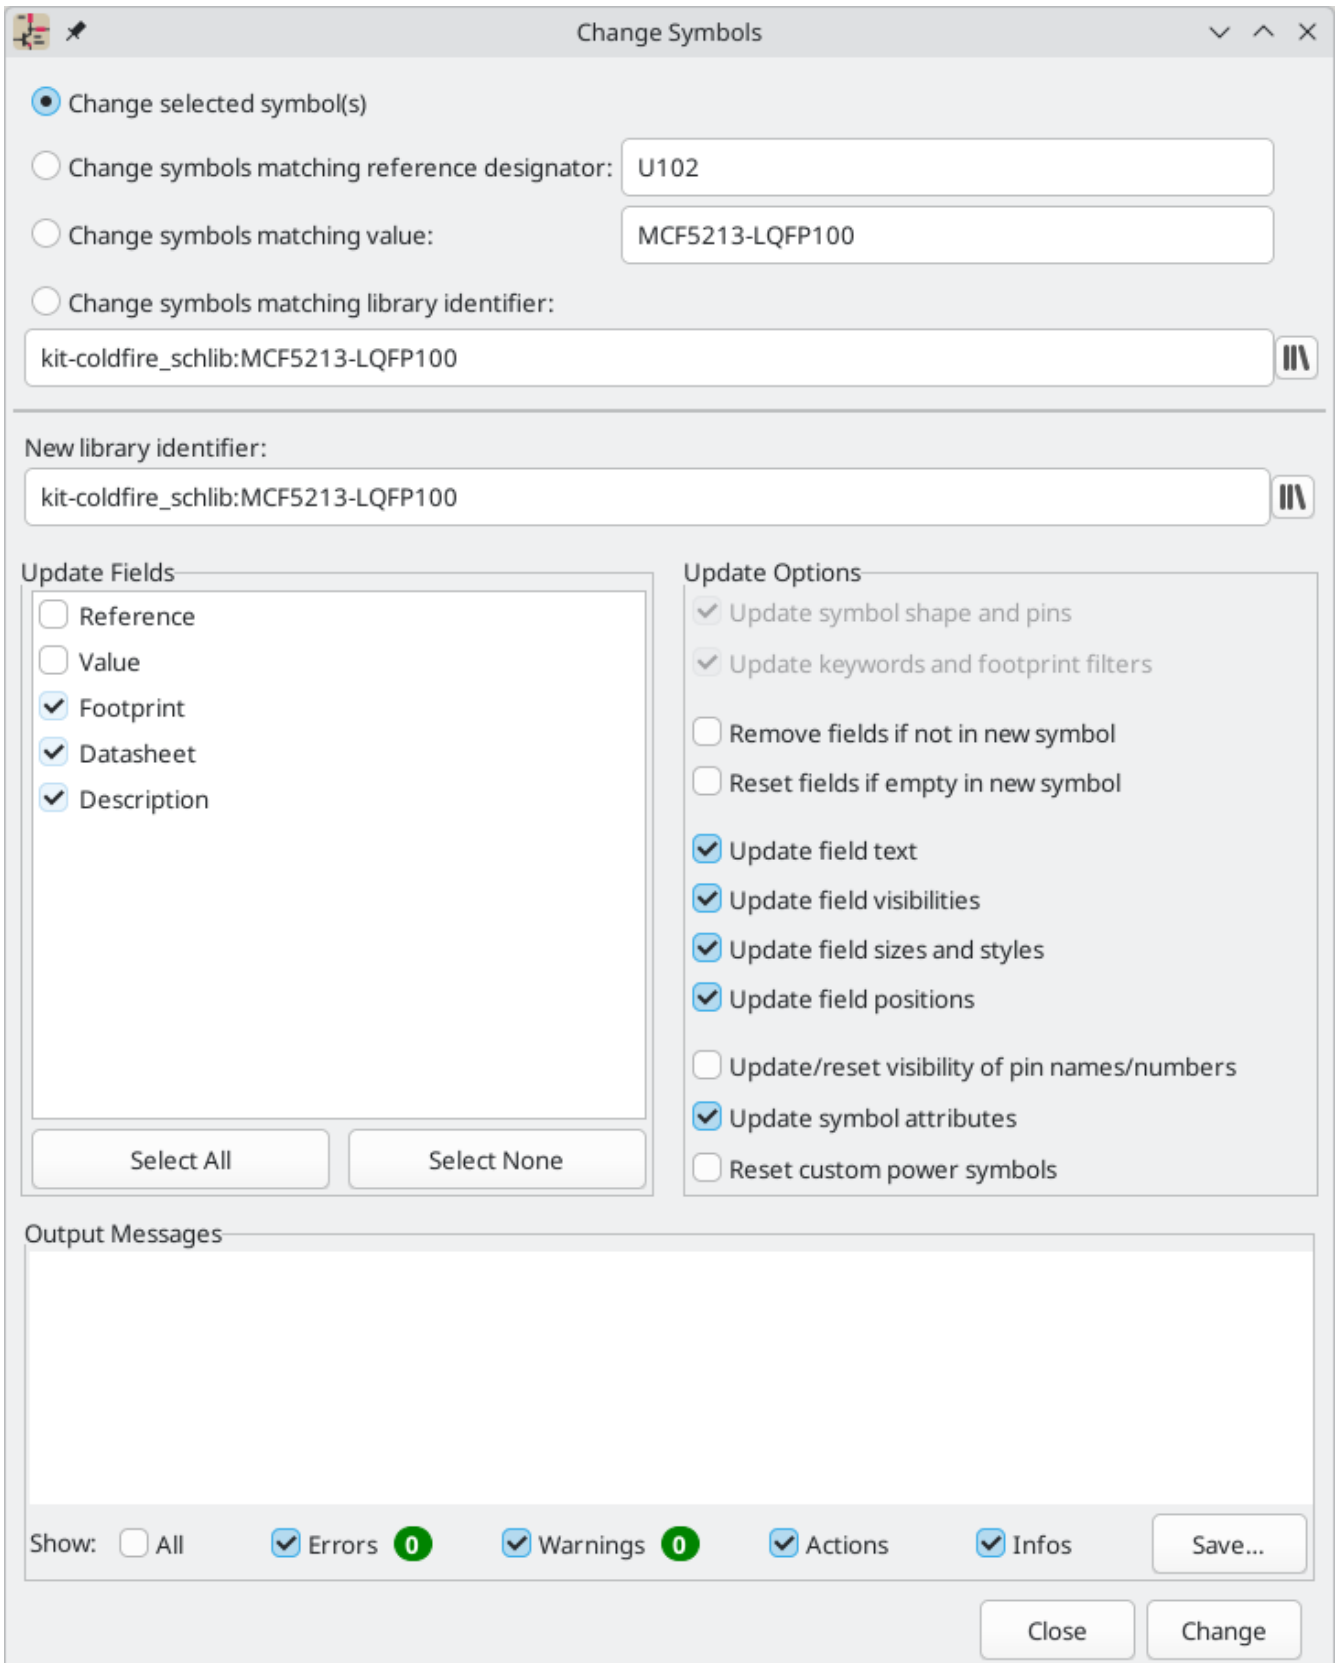 Change Symbols
Change selected symbol(s)
Change symbols matching reference designator: U102
Change symbols matching value: MCF5213-LQFP100
Change symbols matching library identifier:
kit-coldfire_schlib:MCF5213-LQFP100
New library identifier:
kit-coldfire_schlib:MCF5213-LQFP100
Update Fields
Reference
Value
Footprint
Datasheet
Description
Select All Select None
Update Options
Update symbol shape and pins
Update keywords and footprint filters
Remove fields if not in new symbol
Reset fields if empty in new symbol
Update field text
Update field visibilities
Update field sizes and styles
Update field positions
Update/reset visibility of pin names/numbers
Update symbol attributes
Reset custom power symbols
Output Messages
Show: All Errors 0 Warnings 0 Actions Infos Save...
Close Change